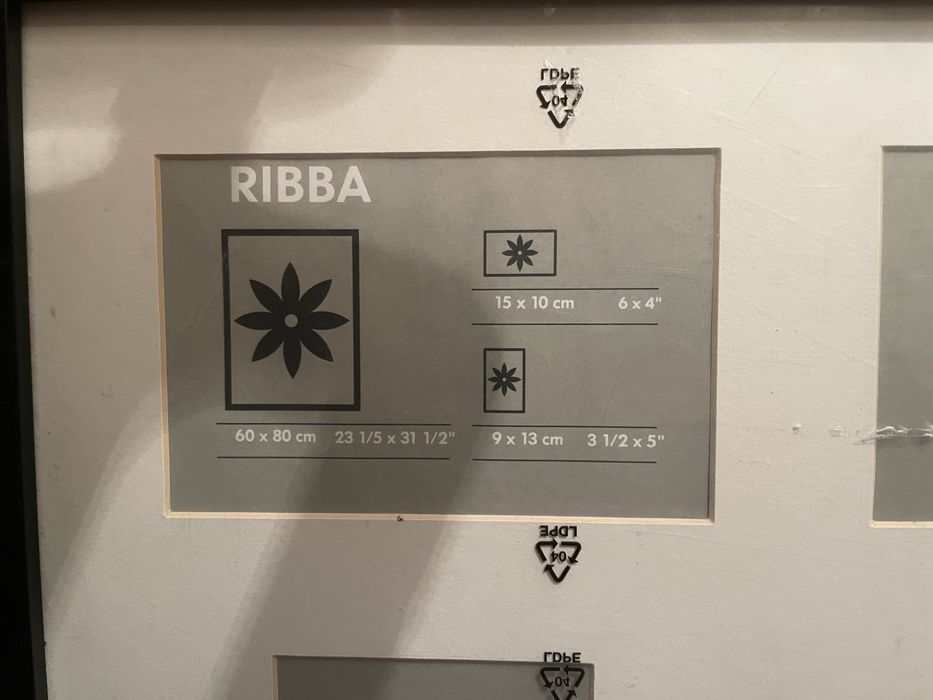 LDPE
04
RIBBA
15 x 10 cm 6 x 4"
60 x 80 cm 23 1/5 x 31 1/2"
9 x 13 cm 3 1/2 x 5"
LDPE
04
LDPE
04